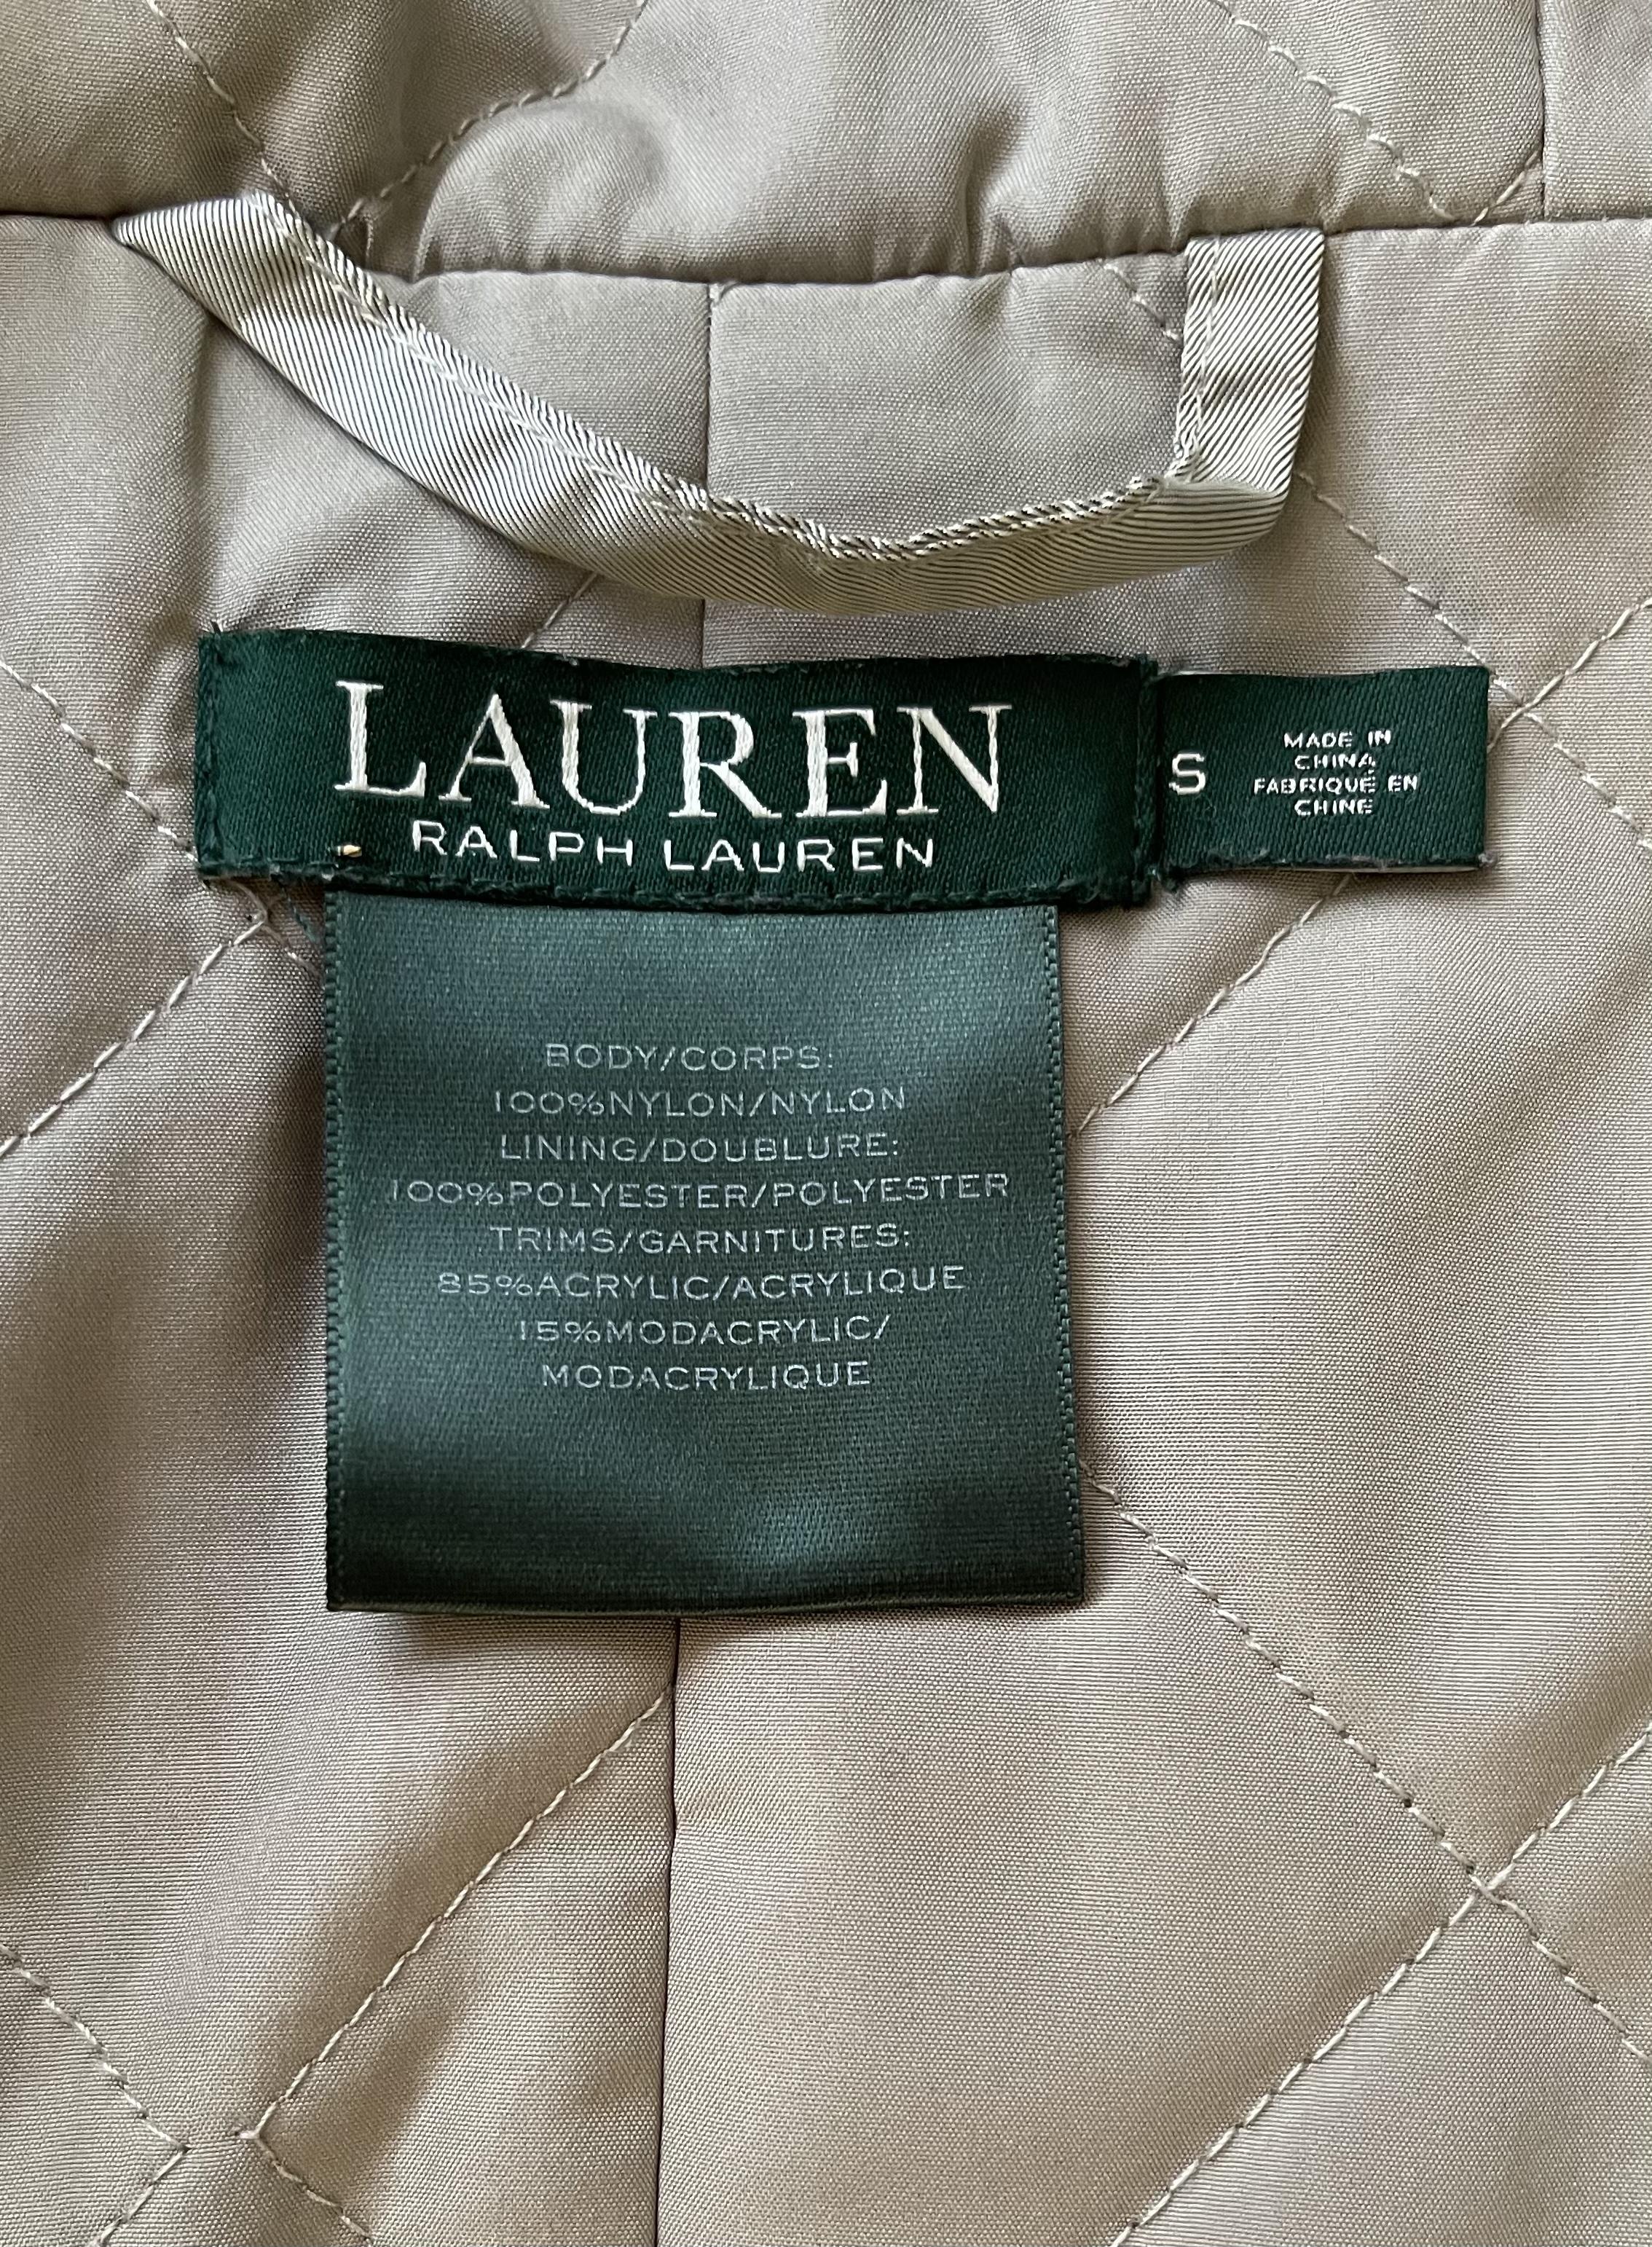 LAUREN
RALPH LAUREN
S
MADE IN
CHINA
FABRIQUÉ EN
CHINE
BODY/CORPS:
100%NYLON/NYLON
LINING/DOUBLURE:
100%POLYESTER/POLYESTER
TRIMS/GARNITURES:
85%ACRYLIC/ACRYLIQUE
15%MODACRYLIC/
MODACRYLIQUE